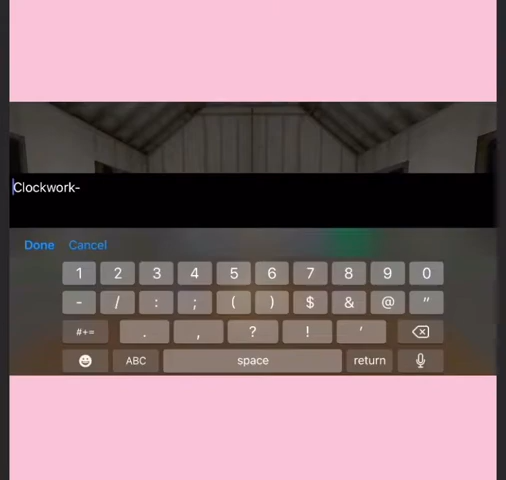 Clockwork-
Done Cancel
1 2 3 4 5 6 7 8 9 0
- / : ; ( ) $ & @ "
#+= . , ? ! '
ABC space return